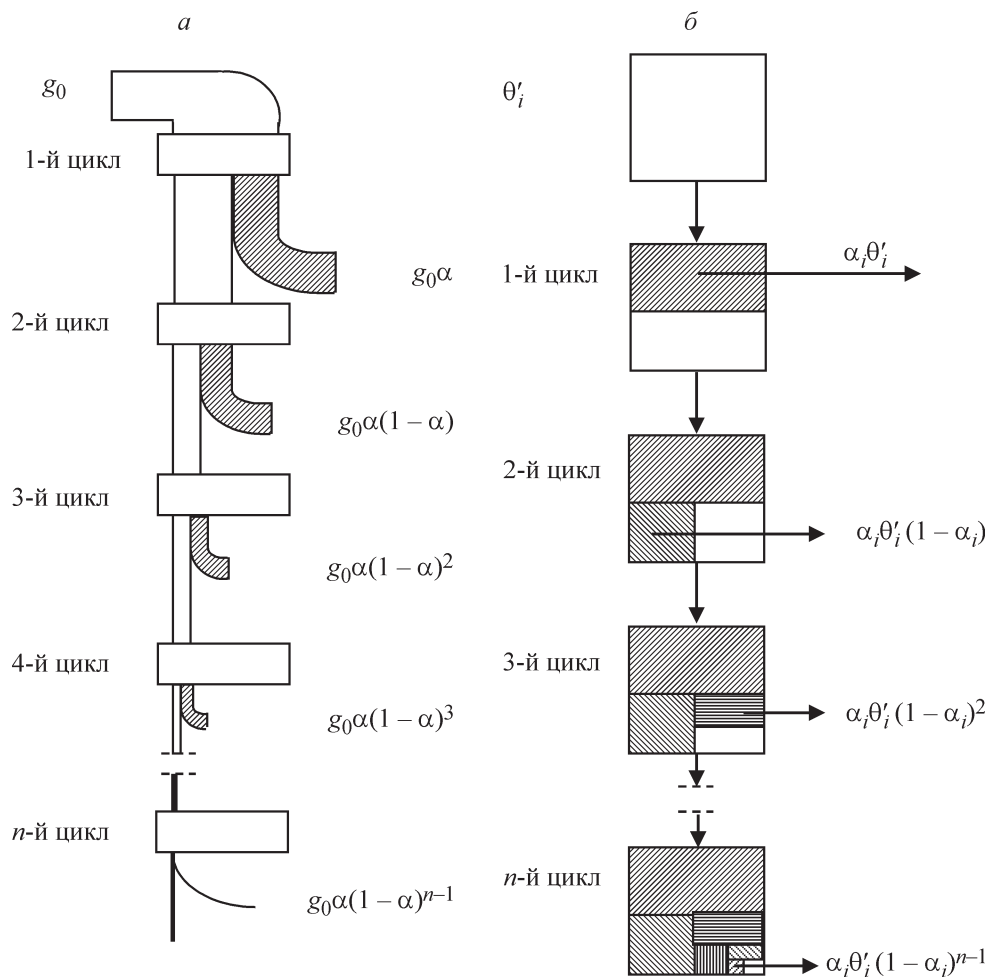 а
g₀
1-й цикл
g₀α
2-й цикл
g₀α(1 – α)
3-й цикл
g₀α(1 – α)²
4-й цикл
g₀α(1 – α)³
n-й цикл
g₀α(1 – α)ⁿ⁻¹
б
θ′ᵢ
1-й цикл
αᵢθ′ᵢ
2-й цикл
αᵢθ′ᵢ (1 – αᵢ)
3-й цикл
αᵢθ′ᵢ (1 – αᵢ)²
n-й цикл
αᵢθ′ᵢ (1 – αᵢ)ⁿ⁻¹